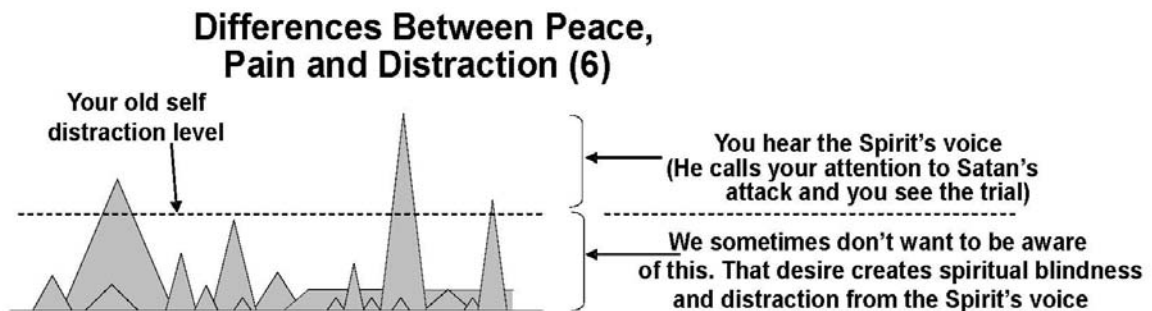 Differences Between Peace,
Pain and Distraction (6)
Your old self
distraction level
You hear the Spirit's voice
(He calls your attention to Satan's
attack and you see the trial)
We sometimes don't want to be aware
of this. That desire creates spiritual blindness
and distraction from the Spirit's voice